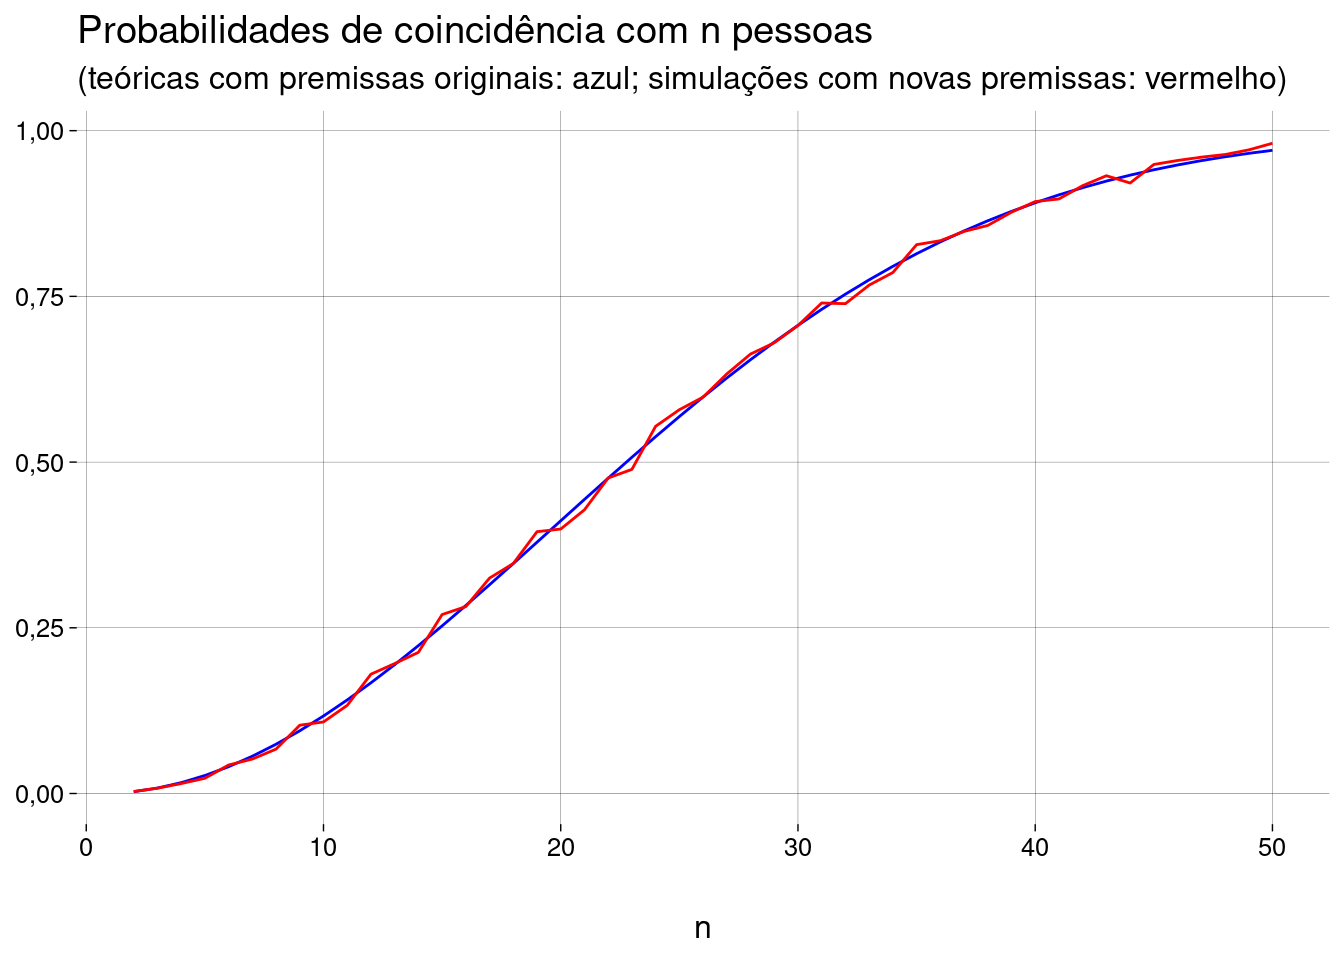 Probabilidades de coincidência com n pessoas
(teóricas com premissas originais: azul; simulações com novas premissas: vermelho)
1,00
0,75
0,50
0,25
0,00
0 10 20 30 40 50
n